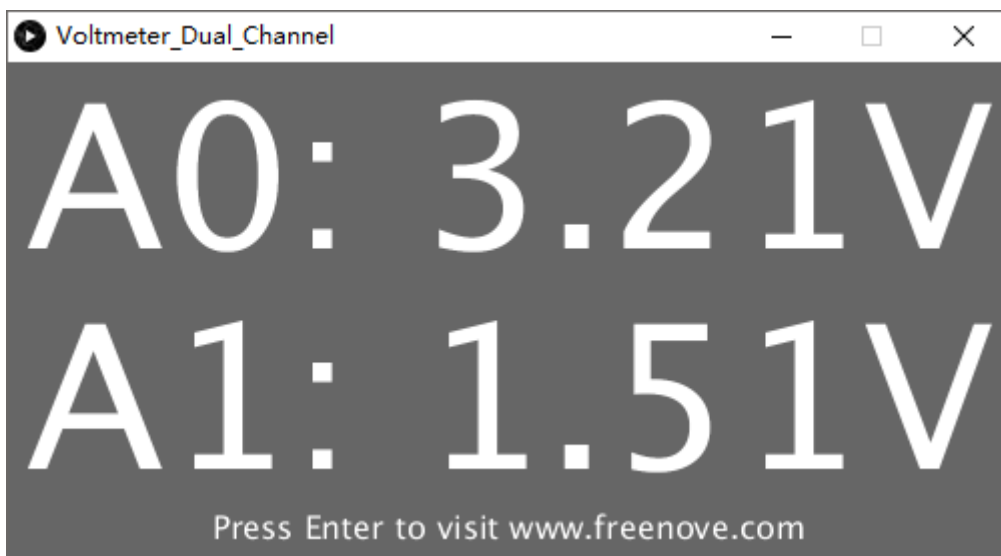 Voltmeter_Dual_Channel
A0: 3.21V
A1: 1.51V
Press Enter to visit www.freenove.com